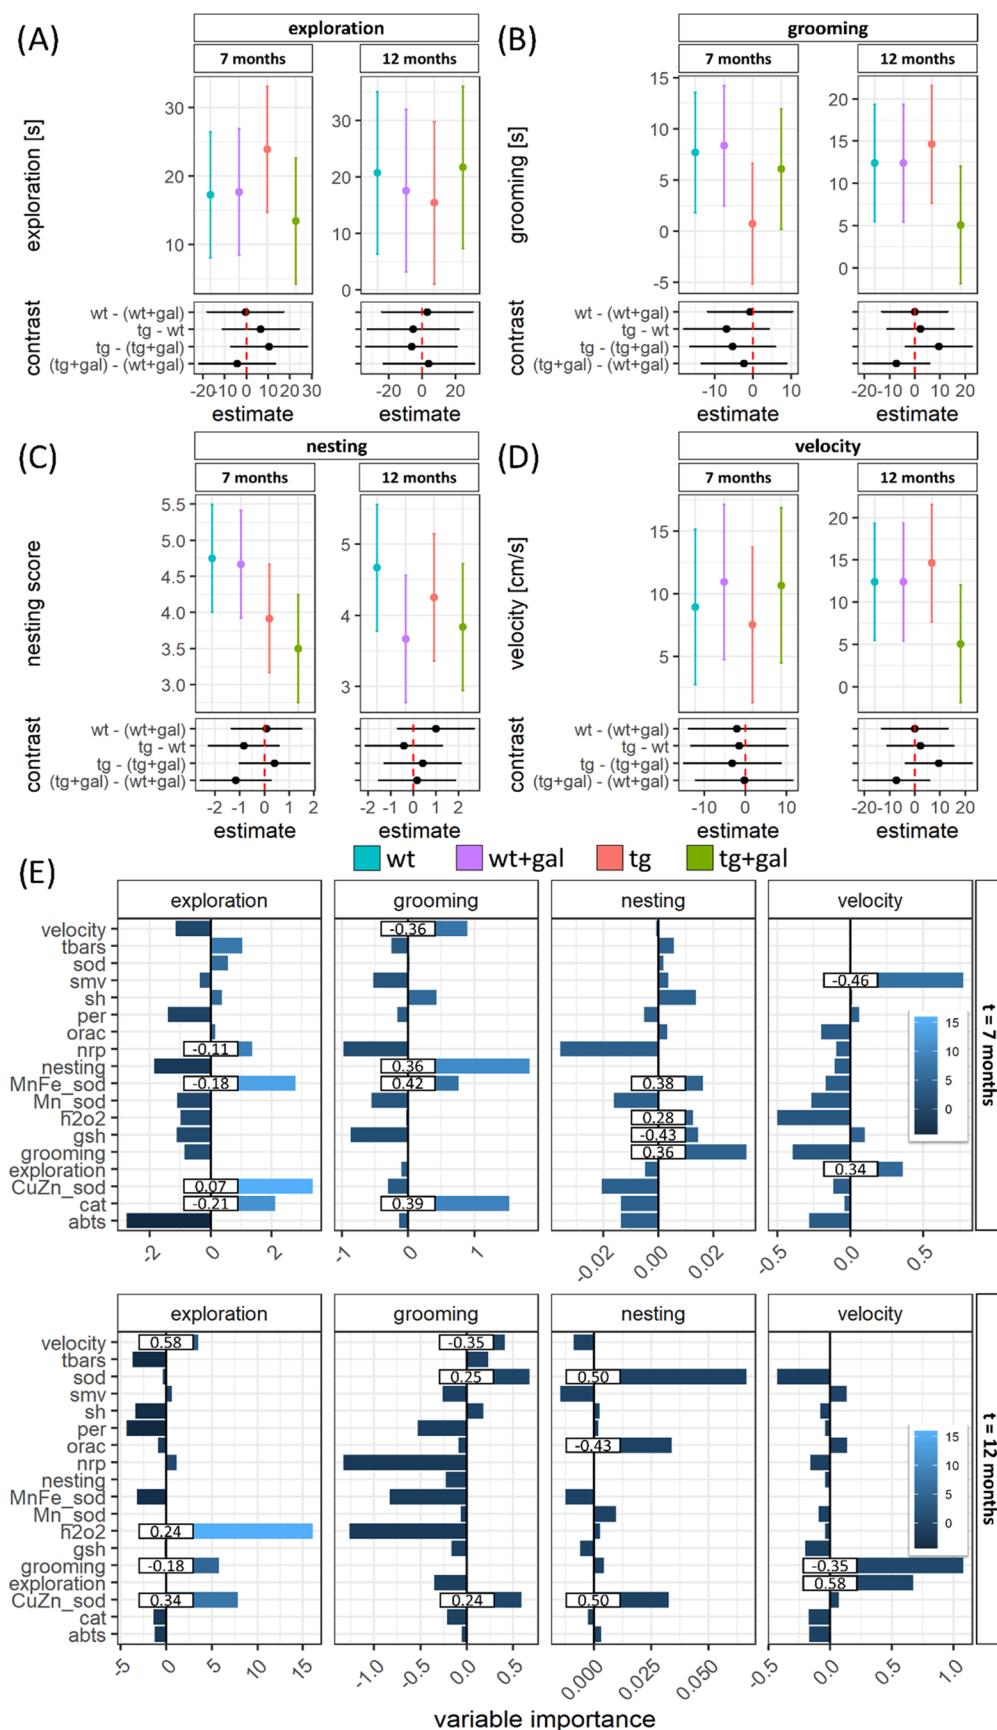 (A)
exploration
7 months
12 months
exploration [s]
30
20
10
30
20
10
0
contrast
wt - (wt+gal)
tg - wt
tg - (tg+gal)
(tg+gal) - (wt+gal)
-20 -10 0 10 20 30
-20 0 20
estimate
estimate
(B)
grooming
7 months
12 months
grooming [s]
15
10
5
0
-5
20
15
10
5
0
contrast
wt - (wt+gal)
tg - wt
tg - (tg+gal)
(tg+gal) - (wt+gal)
-10 0 10
-20 -10 0 10 20
estimate
estimate
(C)
nesting
7 months
12 months
nesting score
5.5
5.0
4.5
4.0
3.5
3.0
5
4
3
contrast
wt - (wt+gal)
tg - wt
tg - (tg+gal)
(tg+gal) - (wt+gal)
-2 -1 0 1 2
-2 -1 0 1 2
estimate
estimate
(D)
velocity
7 months
12 months
velocity [cm/s]
15
10
5
20
15
10
5
0
contrast
wt - (wt+gal)
tg - wt
tg - (tg+gal)
(tg+gal) - (wt+gal)
-10 0 10
-20 -10 0 10 20
estimate
estimate
wt wt+gal tg tg+gal
(E)
exploration grooming nesting velocity
velocity
tbars
sod
smv
sh
per
orac
nrp
nesting
MnFe_sod
Mn_sod
h2o2
gsh
grooming
exploration
CuZn_sod
cat
abts
-0.11
-0.18
0.07
-0.21
-0.36
0.36
0.42
0.39
0.38
0.28
-0.43
0.36
-0.46
0.34
15
10
5
0
t = 7 months
-2 0 2
-1 0 1
-0.02 0.00 0.02
-0.5 0.0 0.5
exploration grooming nesting velocity
velocity
tbars
sod
smv
sh
per
orac
nrp
nesting
MnFe_sod
Mn_sod
h2o2
gsh
grooming
exploration
CuZn_sod
cat
abts
0.58
0.24
-0.18
0.34
-0.35
0.25
0.24
0.50
-0.43
0.50
-0.35
0.58
15
10
5
0
t = 12 months
-5 0 5 10 15
-1.0 -0.5 0.0 0.5
0.000 0.025 0.050
-0.5 0.0 0.5 1.0
variable importance